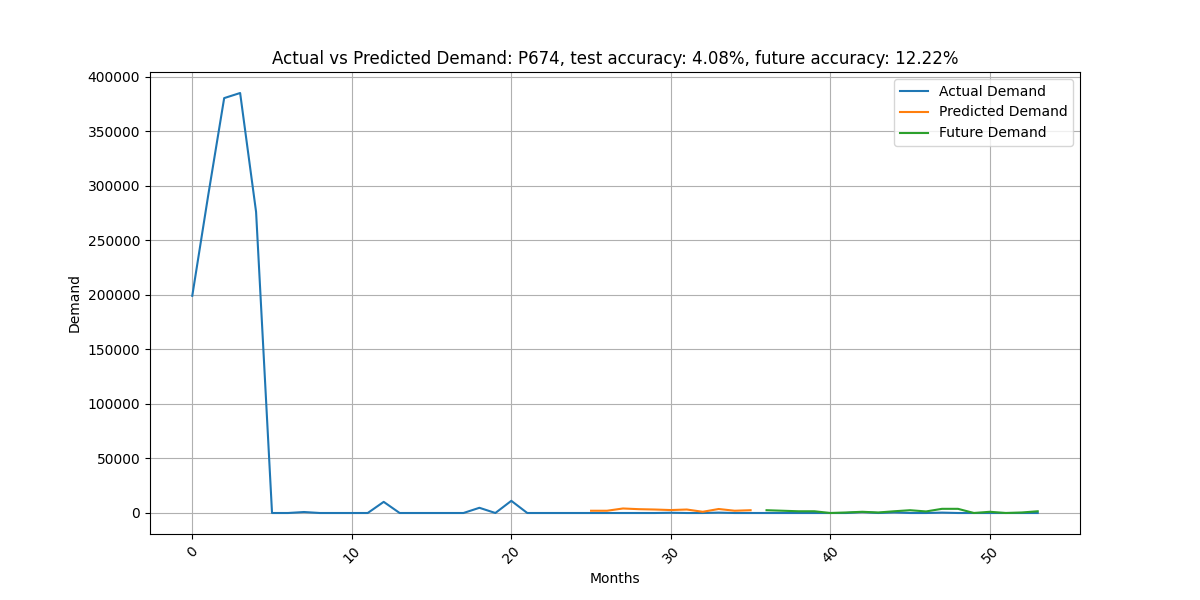 Actual vs Predicted Demand: P674, test accuracy: 4.08%, future accuracy: 12.22%
400000
350000
300000
250000
200000
150000
100000
50000
0
Demand
Actual Demand
Predicted Demand
Future Demand
0
10
20
30
40
50
Months